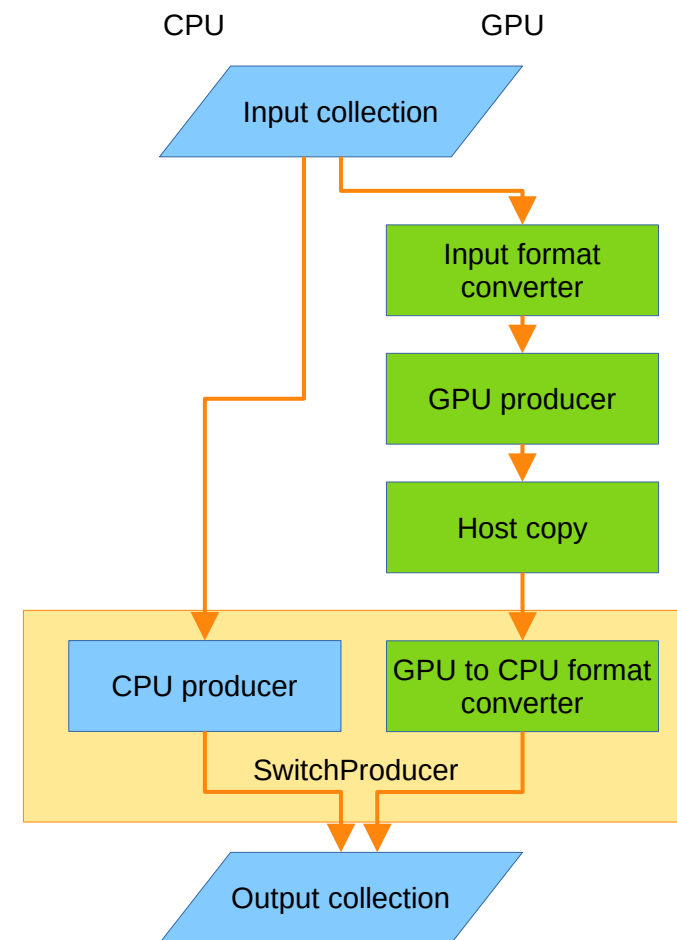 CPU
GPU
Input collection
Input format
converter
GPU producer
Host copy
CPU producer
GPU to CPU format
converter
SwitchProducer
Output collection